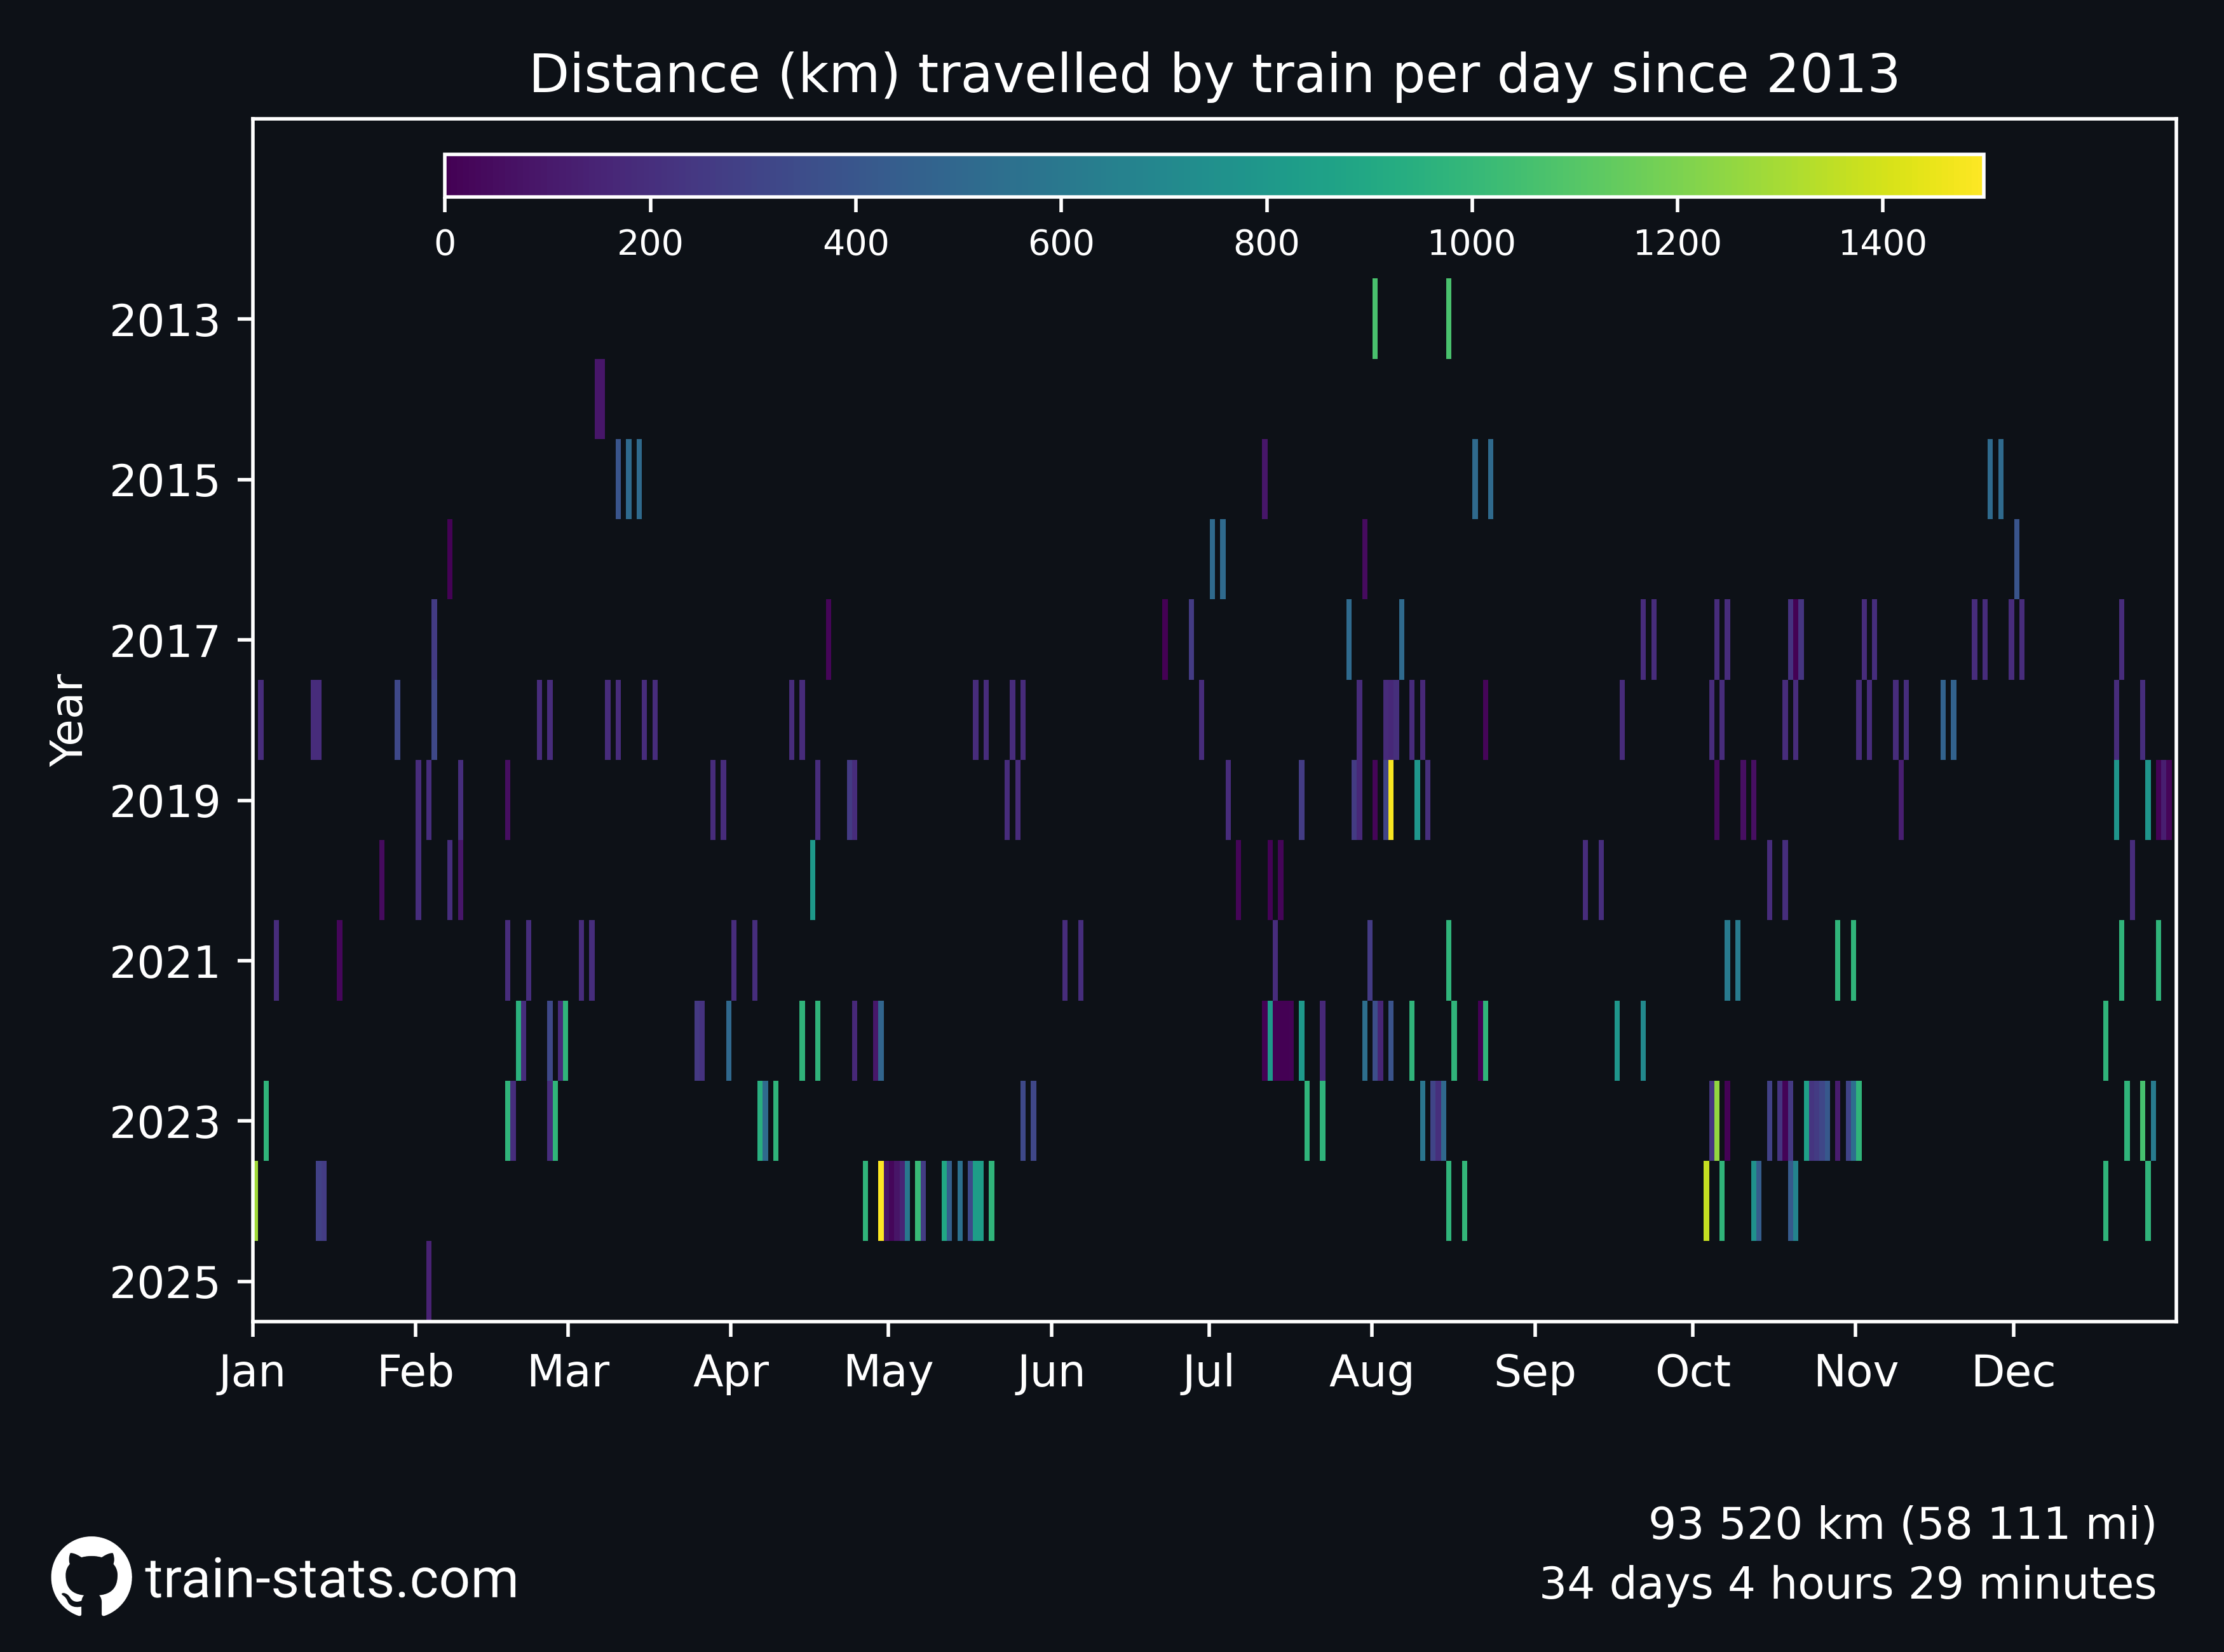 Distance (km) travelled by train per day since 2013
0 200 400 600 800 1000 1200 1400
2013
2015
2017
2019
2021
2023
2025
Year
Jan Feb Mar Apr May Jun Jul Aug Sep Oct Nov Dec
93 520 km (58 111 mi)
34 days 4 hours 29 minutes
train-stats.com